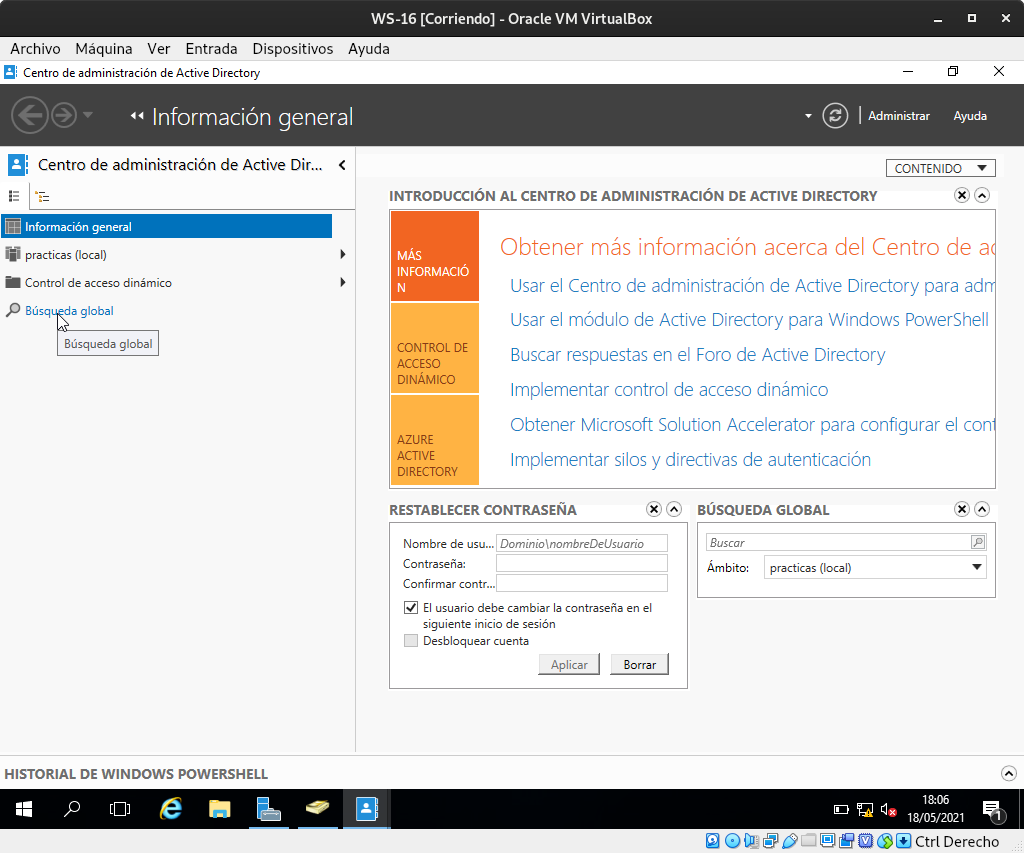 WS-16 [Corriendo] - Oracle VM VirtualBox
Archivo Máquina Ver Entrada Dispositivos Ayuda
Centro de administración de Active Directory
Información general
Administrar Ayuda
Centro de administración de Active Dir...
Información general
practicas (local)
Control de acceso dinámico
Búsqueda global
Búsqueda global
CONTENIDO
INTRODUCCIÓN AL CENTRO DE ADMINISTRACIÓN DE ACTIVE DIRECTORY
MÁS
INFORMACIÓ
N
CONTROL DE
ACCESO
DINÁMICO
AZURE
ACTIVE
DIRECTORY
Obtener más información acerca del Centro de ac
Usar el Centro de administración de Active Directory para adm
Usar el módulo de Active Directory para Windows PowerShell
Buscar respuestas en el Foro de Active Directory
Implementar control de acceso dinámico
Obtener Microsoft Solution Accelerator para configurar el cont
Implementar silos y directivas de autenticación
RESTABLECER CONTRASEÑA
Nombre de usu... Dominio\nombreDeUsuario
Contraseña:
Confirmar contr...
El usuario debe cambiar la contraseña en el
siguiente inicio de sesión
Desbloquear cuenta
Aplicar Borrar
BÚSQUEDA GLOBAL
Buscar
Ámbito: practicas (local)
HISTORIAL DE WINDOWS POWERSHELL
18:06
18/05/2021
1
Ctrl Derecho